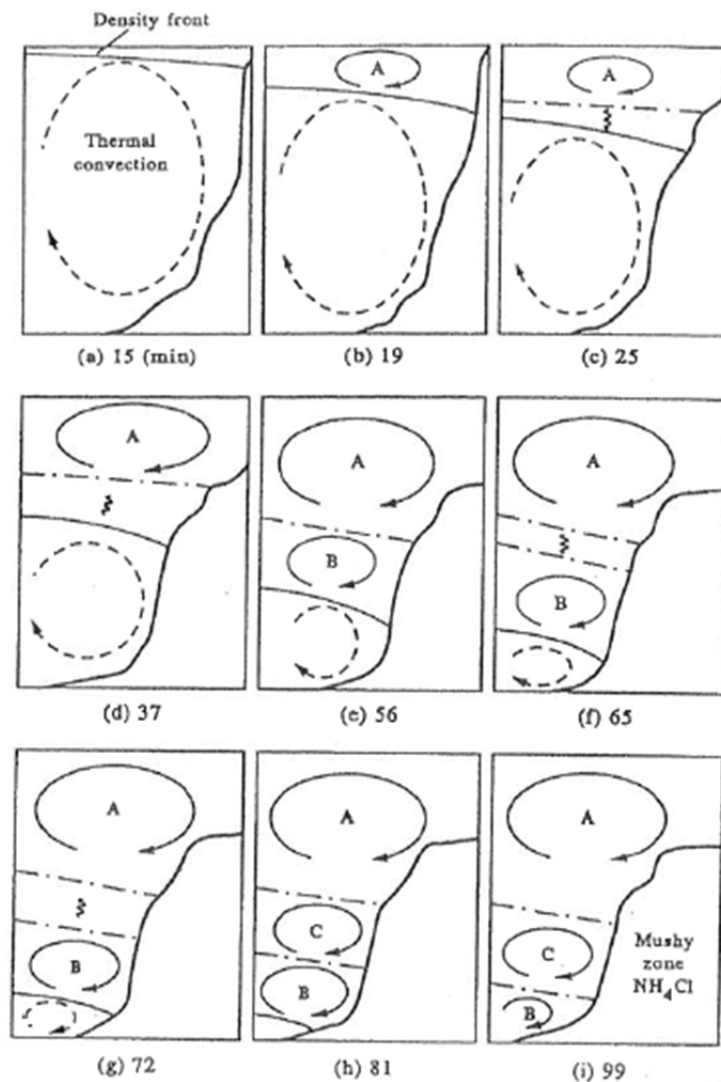 Density front
Thermal
convection
A
A
(a) 15 (min)
(b) 19
(c) 25
A
A
B
A
B
(d) 37
(e) 56
(f) 65
A
B
A
C
B
A
C
B
Mushy
zone
NH₄Cl
(g) 72
(h) 81
(i) 99